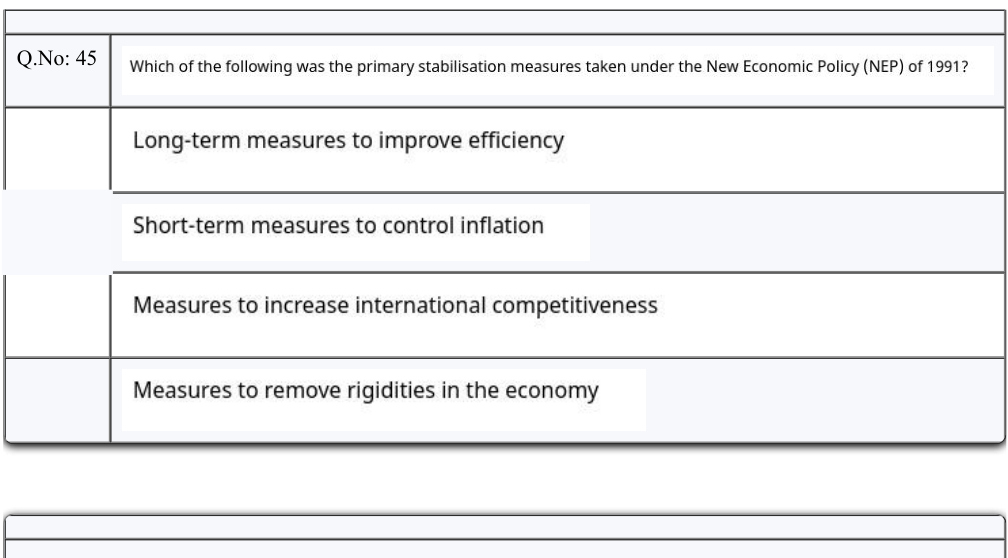 Q.No: 45
Which of the following was the primary stabilisation measures taken under the New Economic Policy (NEP) of 1991?
Long-term measures to improve efficiency
Short-term measures to control inflation
Measures to increase international competitiveness
Measures to remove rigidities in the economy